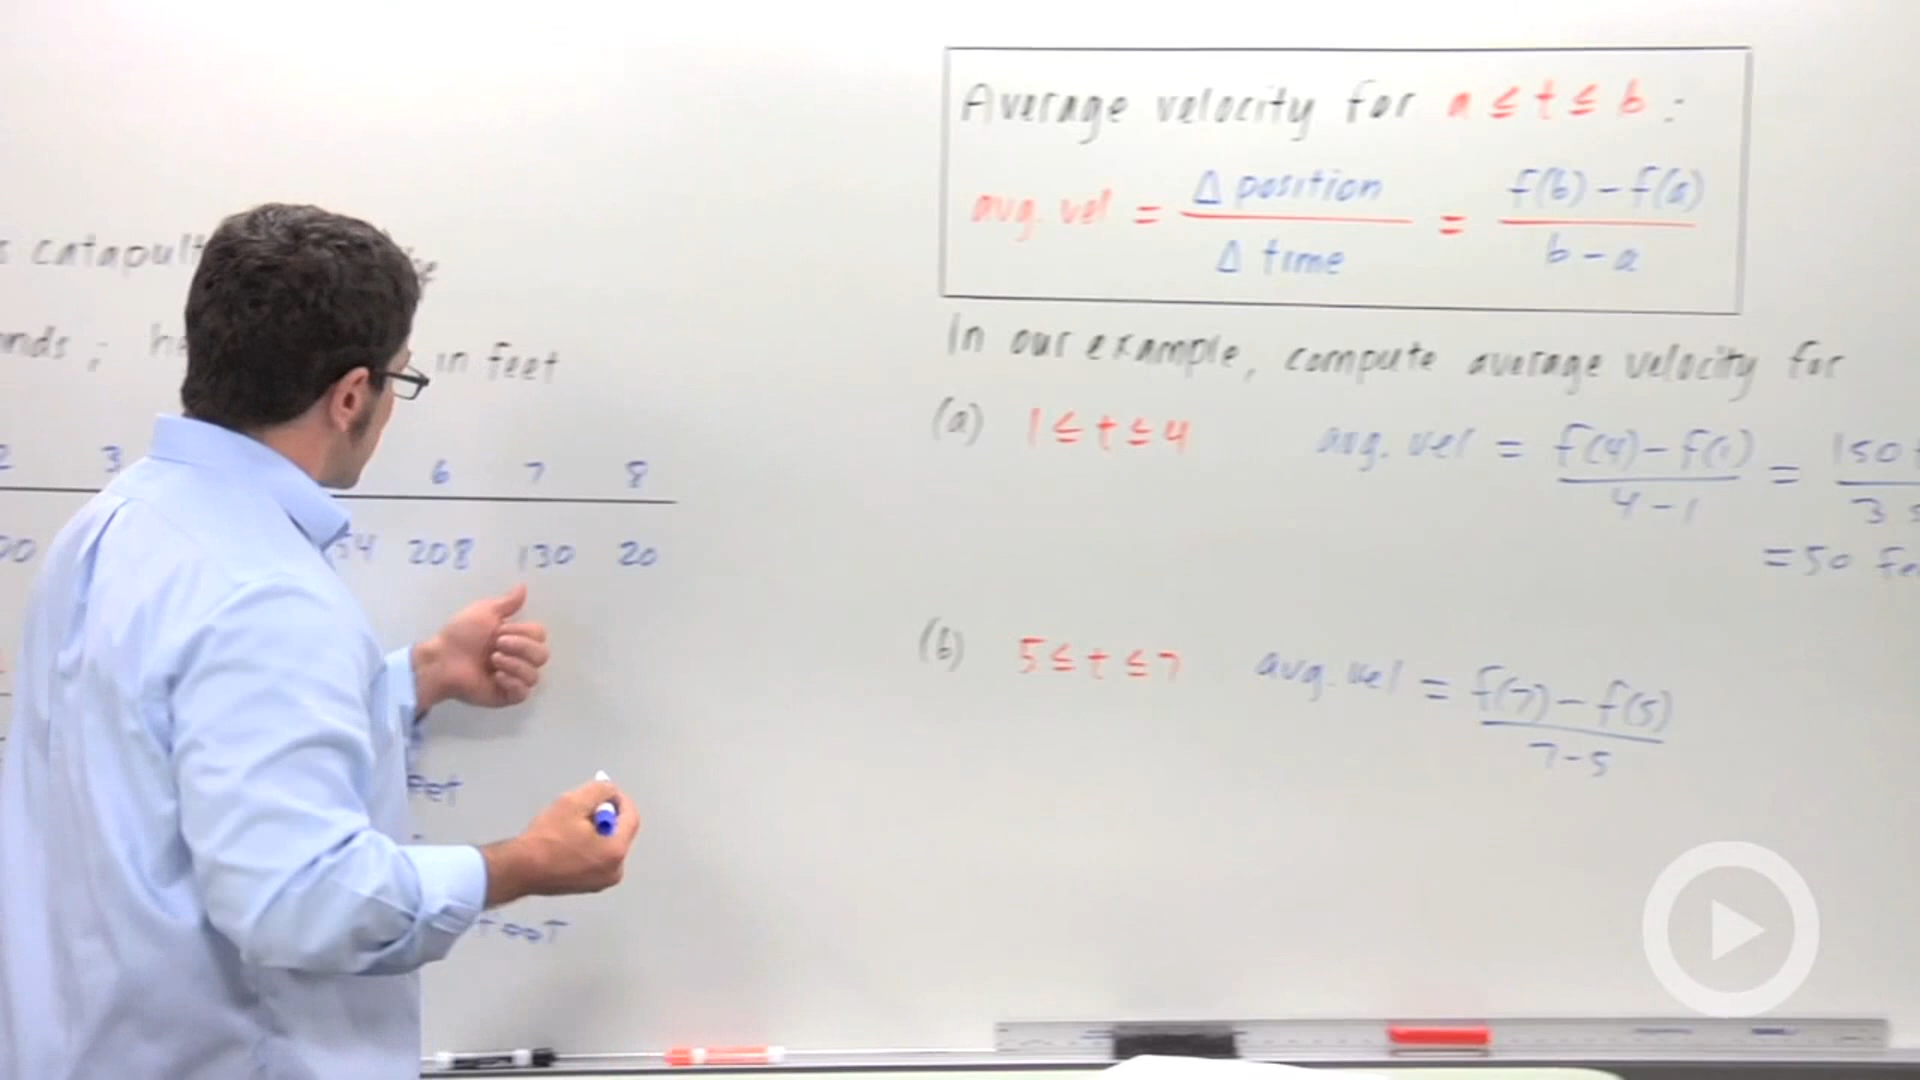 catapult
in feet
2 3 6 7 8
54 208 130 20
Average velocity for a ≤ t ≤ b :
avg. vel = Δ position / Δ time = f(b) - f(a) / b - a
In our example, compute average velocity for
(a) 1 ≤ t ≤ 4 avg. vel = f(4) - f(1) / 4 - 1 = 150 / 3
= 50
(b) 5 ≤ t ≤ 7 avg. vel = f(7) - f(5) / 7 - 5